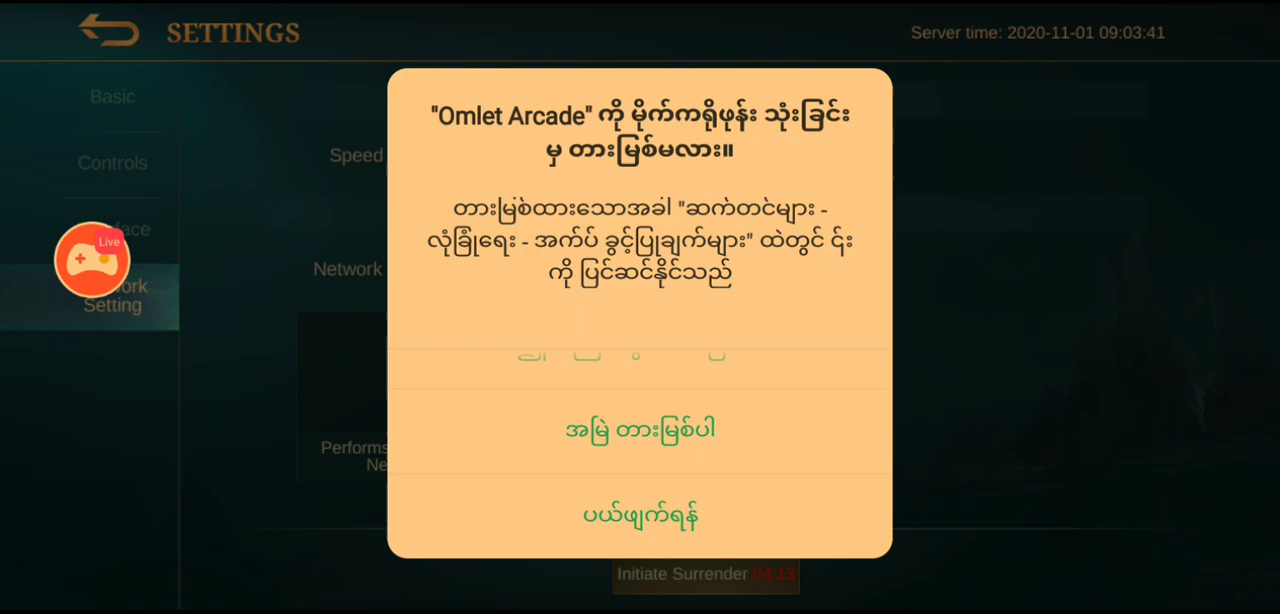 SETTINGS
Server time: 2020-11-01 09:03:41
Basic
Controls
face
Live
work
Setting
Speed
Network
Performs
Ne
"Omlet Arcade" ကို မိုက်ကရိုဖုန်း သုံးခြင်း
မှ တားမြစ်မလား။
တားမြစ်ထားသောအခါ "ဆက်တင်များ -
လုံခြုံရေး - အက်ပ် ခွင့်ပြုချက်များ" ထဲတွင် ၎င်း
ကို ပြင်ဆင်နိုင်သည်
အမြဲ တားမြစ်ပါ
ပယ်ဖျက်ရန်
Initiate Surrender 04:13